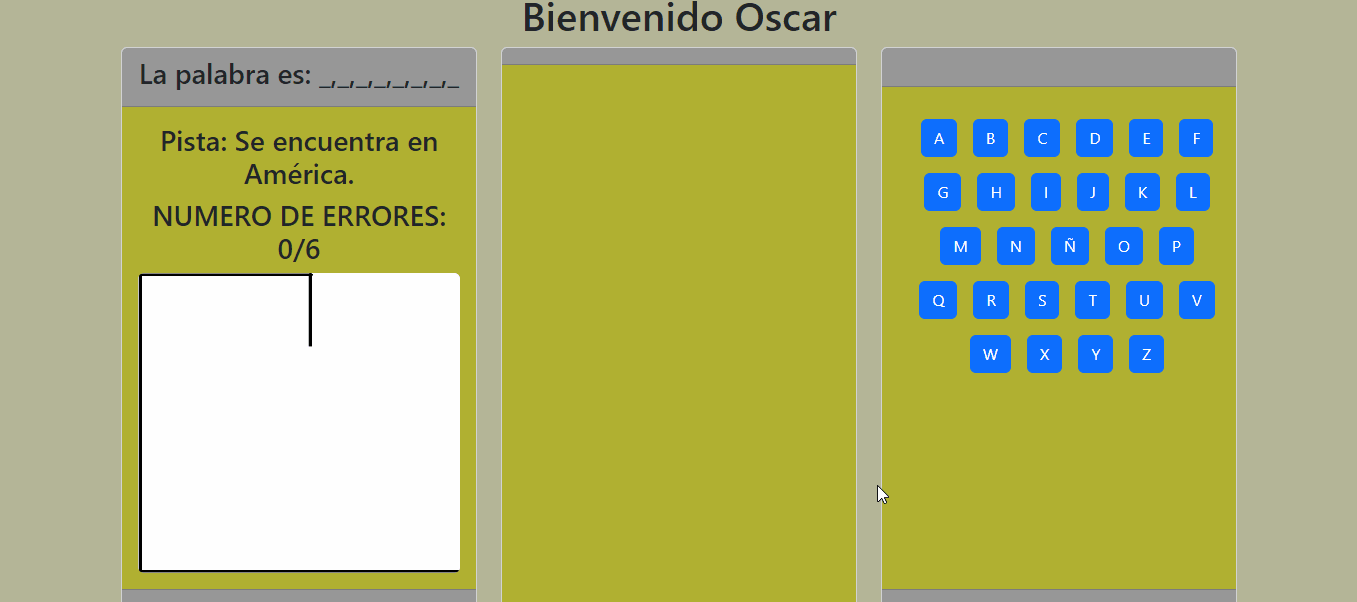 Bienvenido Oscar
La palabra es: _,_,_,_,_,_,_,_
Pista: Se encuentra en
América.
NUMERO DE ERRORES:
0/6
A B C D E F
G H I J K L
M N Ñ O P
Q R S T U V
W X Y Z